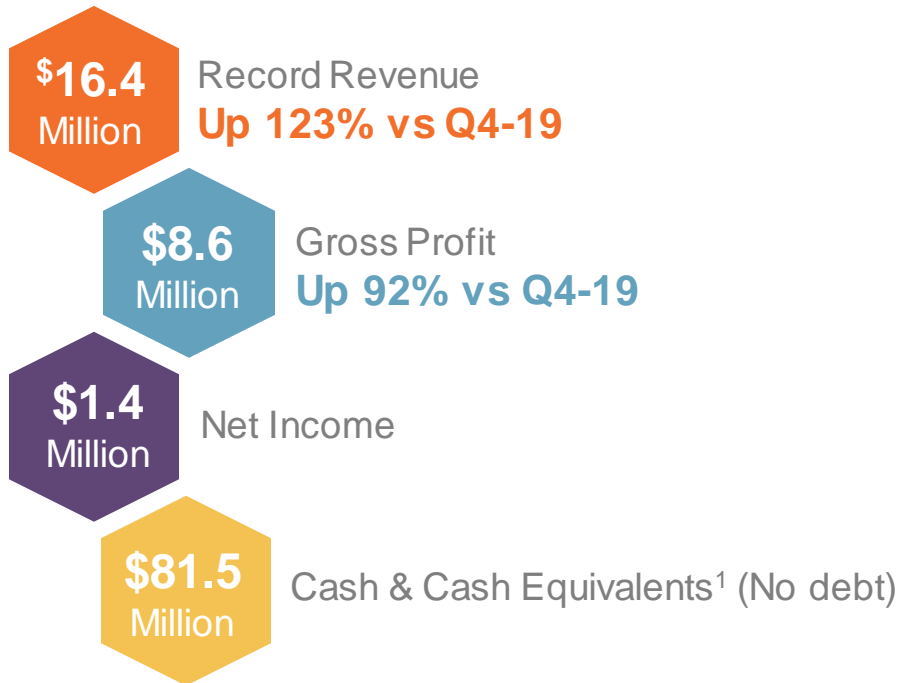 $16.4
Million
Record Revenue
Up 123% vs Q4-19
$8.6
Million
Gross Profit
Up 92% vs Q4-19
$1.4
Million
Net Income
$81.5
Million
Cash & Cash Equivalents¹ (No debt)